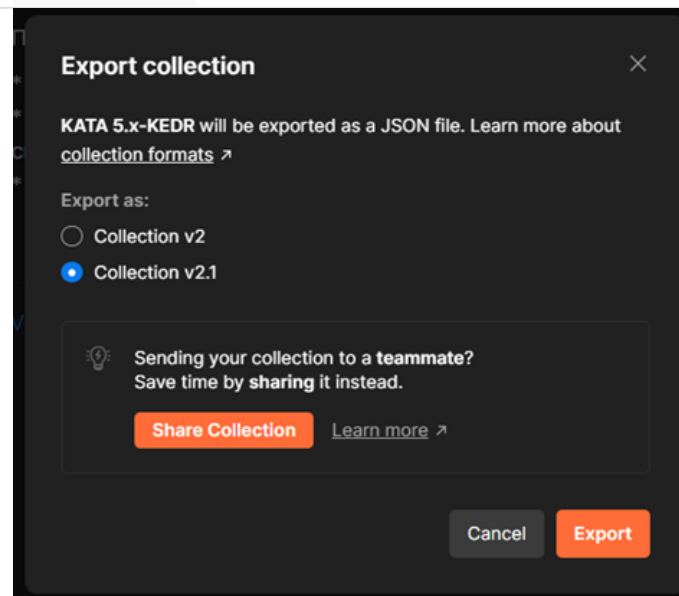 Export collection
KATA 5.x-KEDR will be exported as a JSON file. Learn more about
collection formats ↗
Export as:
Collection v2
Collection v2.1
Sending your collection to a teammate?
Save time by sharing it instead.
Share Collection
Learn more ↗
Cancel
Export